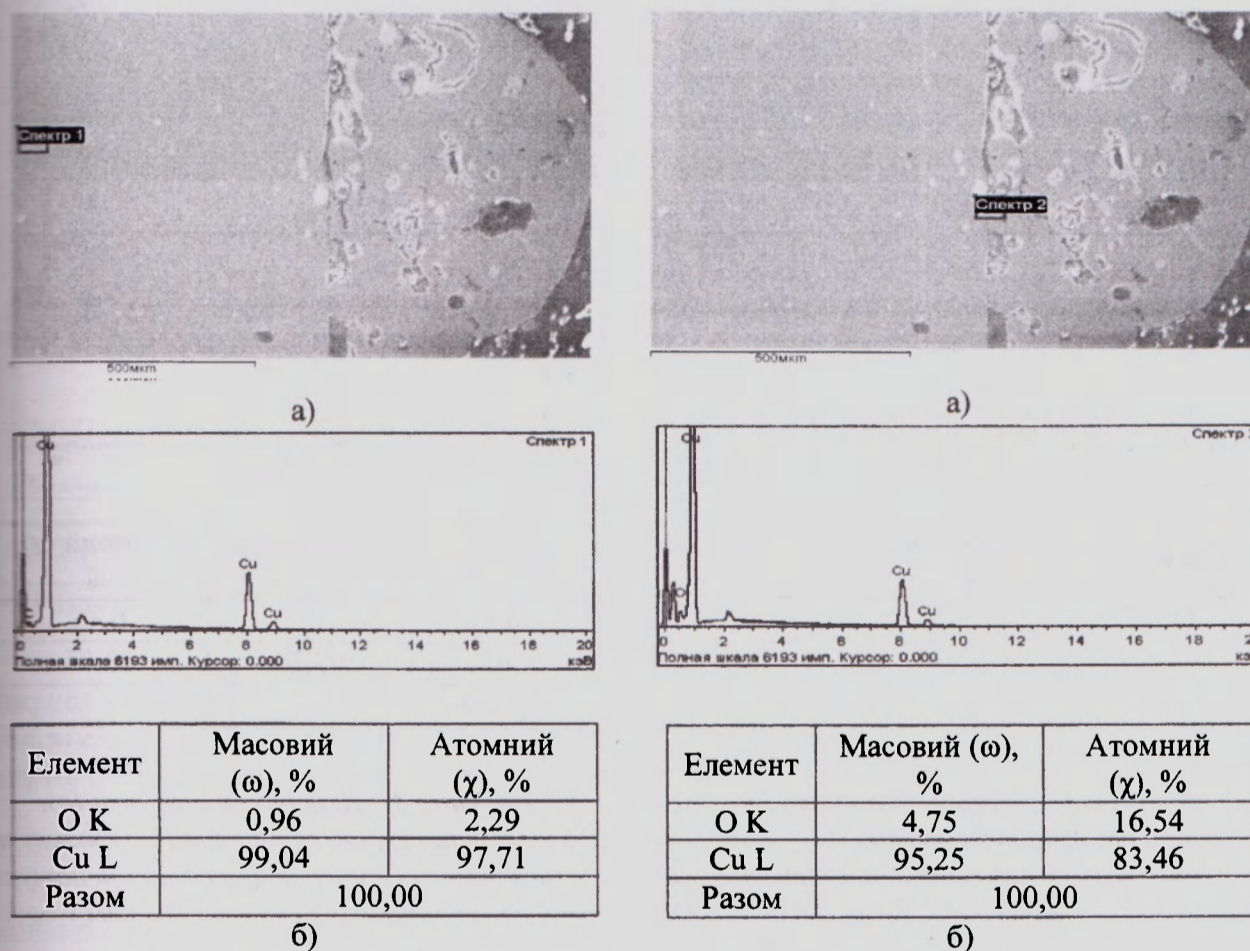 Спектр 1
500мкm
а)
Спектр 1
Cu
Cu
Cu
0 2 4 6 8 10 12 14 16 18 20
Полная шкала 6193 имп. Курсор: 0.000 кэВ
Елемент Масовий (ω), % Атомний (χ), %
O K 0,96 2,29
Cu L 99,04 97,71
Разом 100,00
б)
Спектр 2
500мкm
а)
Спектр
Cu
O
Cu
Cu
0 2 4 6 8 10 12 14 16 18
Полная шкала 6193 имп. Курсор: 0.000
Елемент Масовий (ω), % Атомний (χ), %
O K 4,75 16,54
Cu L 95,25 83,46
Разом 100,00
б)